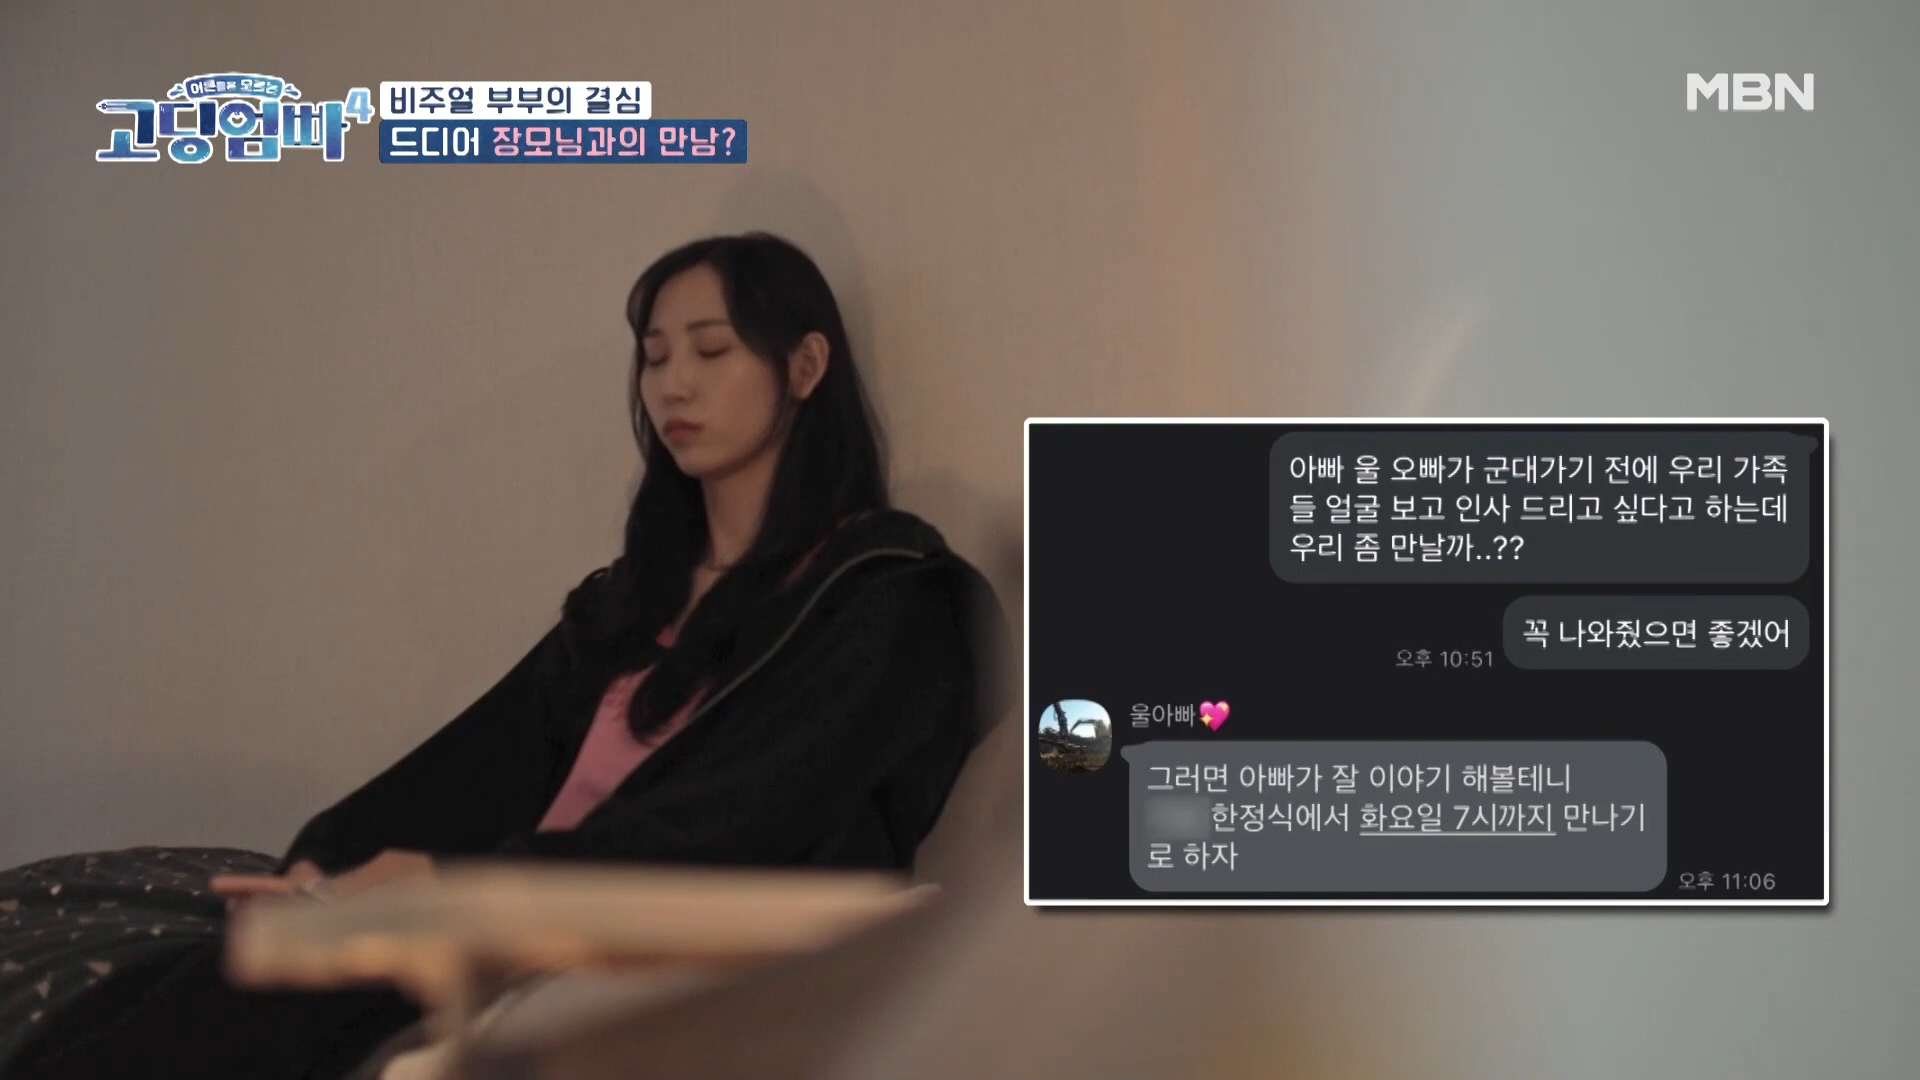 어른들은 모르는
고딩엄빠4
비주얼 부부의 결심
드디어 장모님과의 만남?
MBN
아빠 울 오빠가 군대가기 전에 우리 가족
들 얼굴 보고 인사 드리고 싶다고 하는데
우리 좀 만날까..??
꼭 나와줬으면 좋겠어
오후 10:51
울아빠💖
그러면 아빠가 잘 이야기 해볼테니
한정식에서 화요일 7시까지 만나기
로 하자
오후 11:06